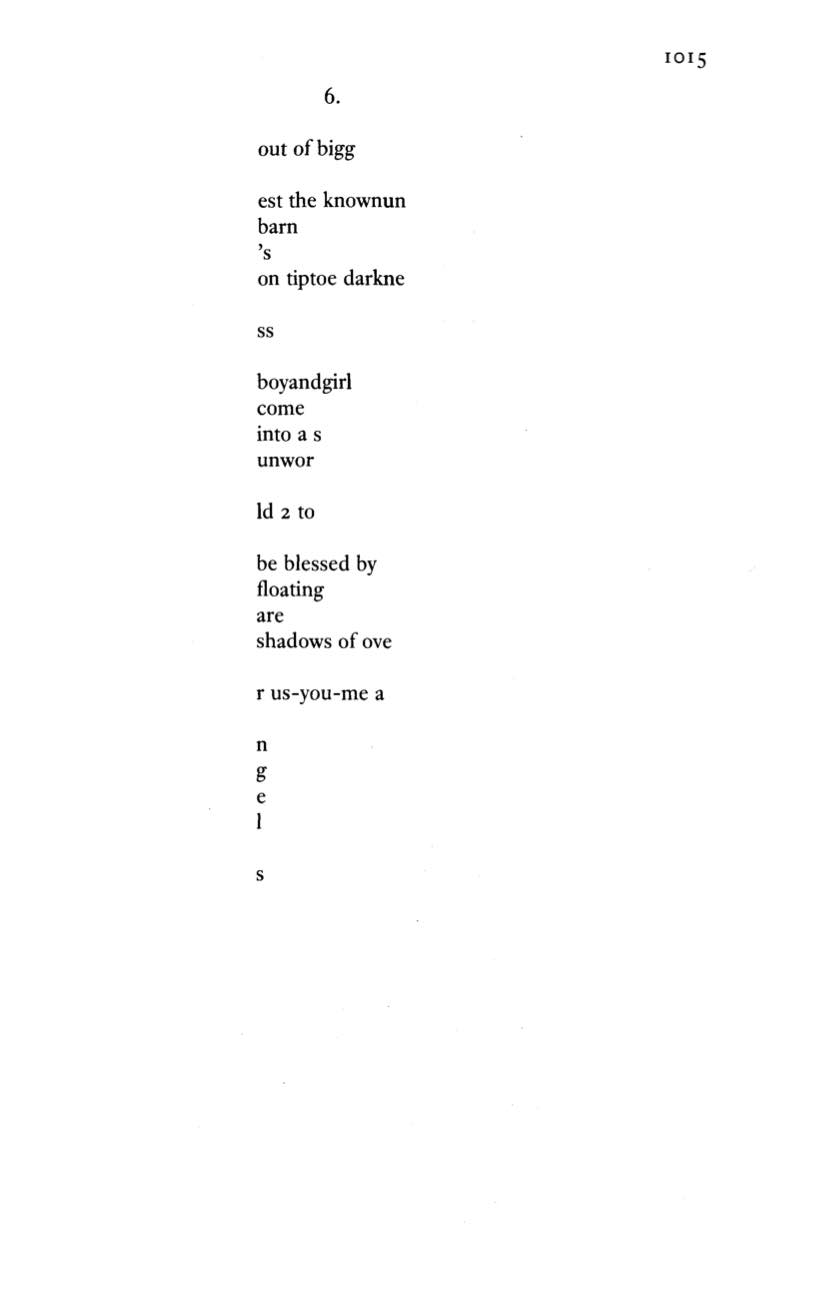 1015
6.
out of bigg
est the knownun
barn
’s
on tiptoe darkne
ss
boyandgirl
come
into a s
unwor
ld 2 to
be blessed by
floating
are
shadows of ove
r us-you-me a
n
g
e
l
s